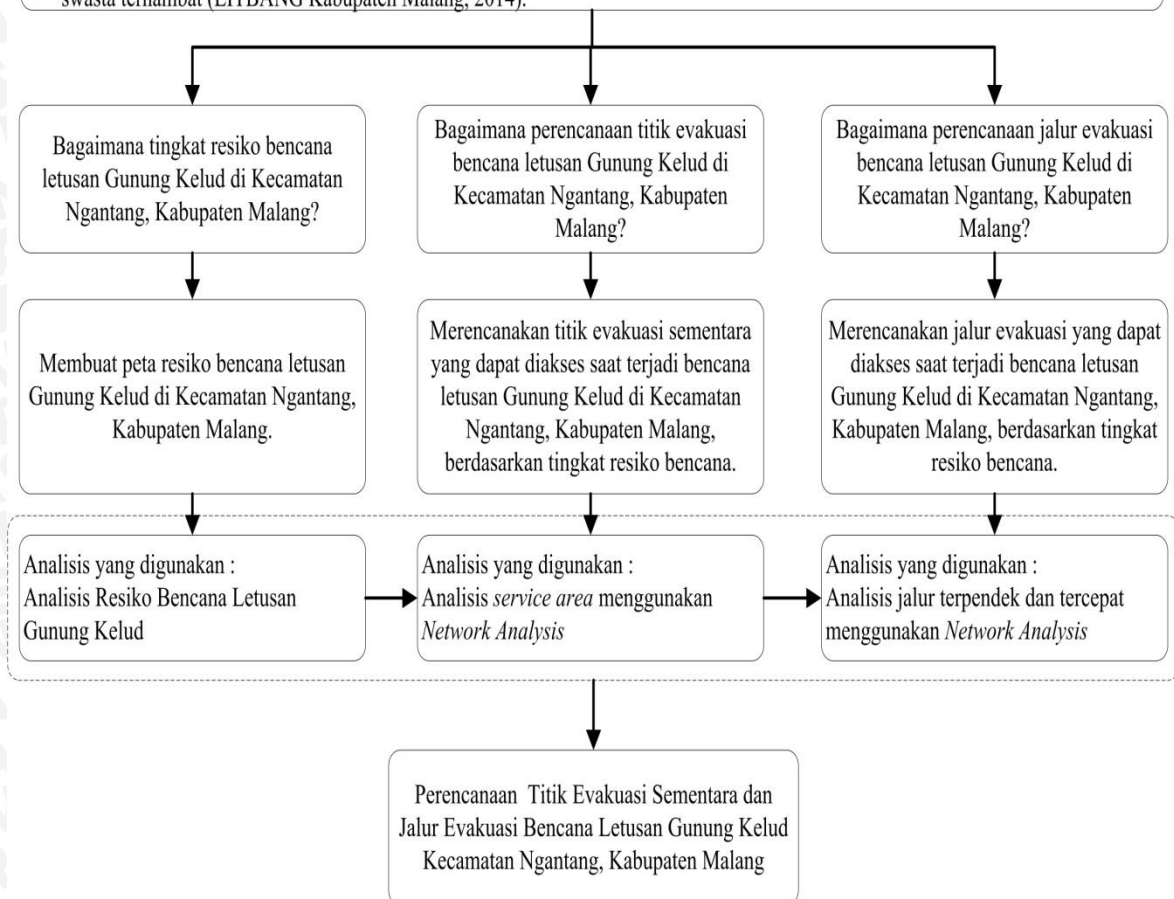 swasta terhambat (LITBANG Kabupaten Malang, 2014).
Bagaimana tingkat resiko bencana
letusan Gunung Kelud di Kecamatan
Ngantang, Kabupaten Malang?
Bagaimana perencanaan titik evakuasi
bencana letusan Gunung Kelud di
Kecamatan Ngantang, Kabupaten
Malang?
Bagaimana perencanaan jalur evakuasi
bencana letusan Gunung Kelud di
Kecamatan Ngantang, Kabupaten
Malang?
Membuat peta resiko bencana letusan
Gunung Kelud di Kecamatan Ngantang,
Kabupaten Malang.
Merencanakan titik evakuasi sementara
yang dapat diakses saat terjadi bencana
letusan Gunung Kelud di Kecamatan
Ngantang, Kabupaten Malang,
berdasarkan tingkat resiko bencana.
Merencanakan jalur evakuasi yang dapat
diakses saat terjadi bencana letusan
Gunung Kelud di Kecamatan Ngantang,
Kabupaten Malang, berdasarkan tingkat
resiko bencana.
Analisis yang digunakan :
Analisis Resiko Bencana Letusan
Gunung Kelud
Analisis yang digunakan :
Analisis service area menggunakan
Network Analysis
Analisis yang digunakan :
Analisis jalur terpendek dan tercepat
menggunakan Network Analysis
Perencanaan Titik Evakuasi Sementara dan
Jalur Evakuasi Bencana Letusan Gunung Kelud
Kecamatan Ngantang, Kabupaten Malang